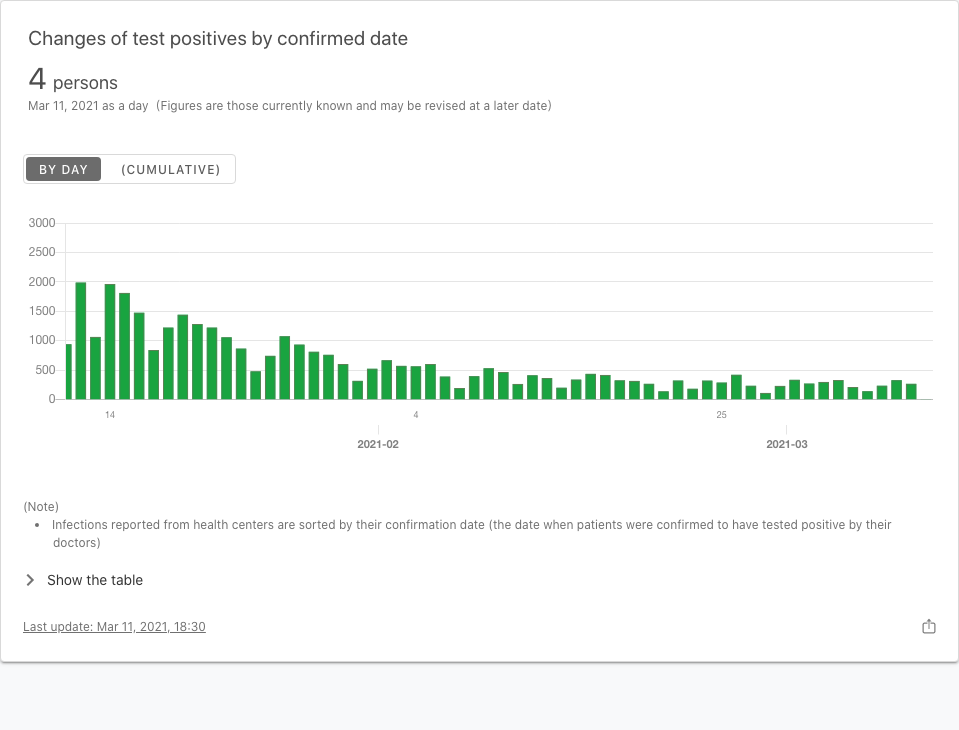 Changes of test positives by confirmed date
4 persons
Mar 11, 2021 as a day (Figures are those currently known and may be revised at a later date)
BY DAY (CUMULATIVE)
3000
2500
2000
1500
1000
500
0
14 4 25
2021-02 2021-03
(Note)
• Infections reported from health centers are sorted by their confirmation date (the date when patients were confirmed to have tested positive by their
doctors)
Show the table
Last update: Mar 11, 2021, 18:30